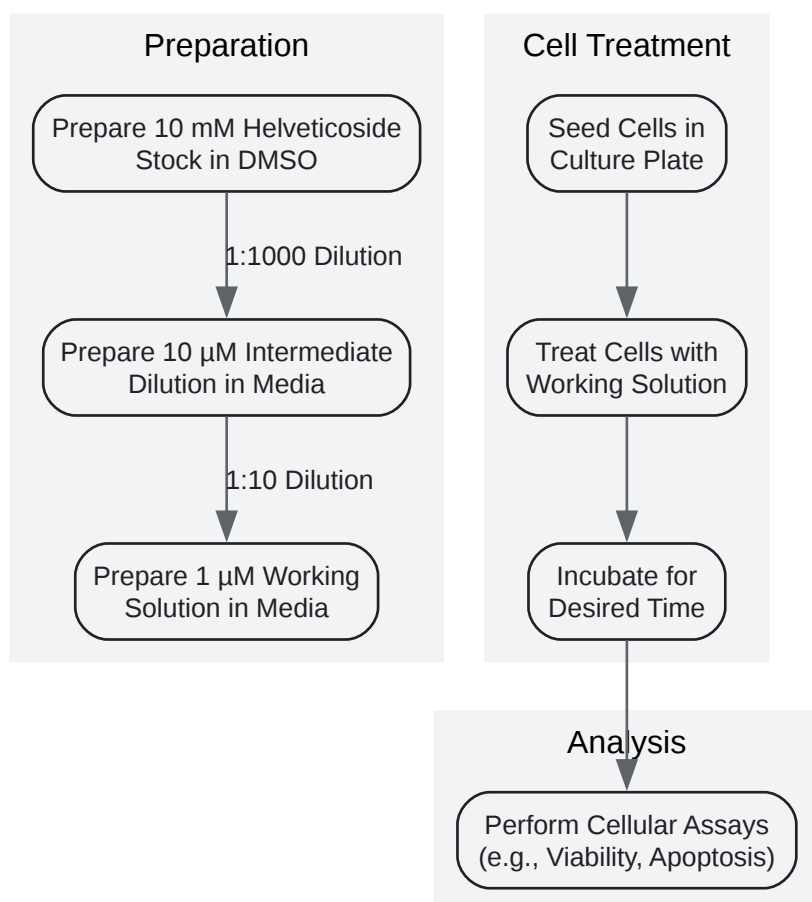 Preparation
Prepare 10 mM Helveticoside
Stock in DMSO
1:1000 Dilution
Prepare 10 µM Intermediate
Dilution in Media
1:10 Dilution
Prepare 1 µM Working
Solution in Media
Cell Treatment
Seed Cells in
Culture Plate
Treat Cells with
Working Solution
Incubate for
Desired Time
Analysis
Perform Cellular Assays
(e.g., Viability, Apoptosis)